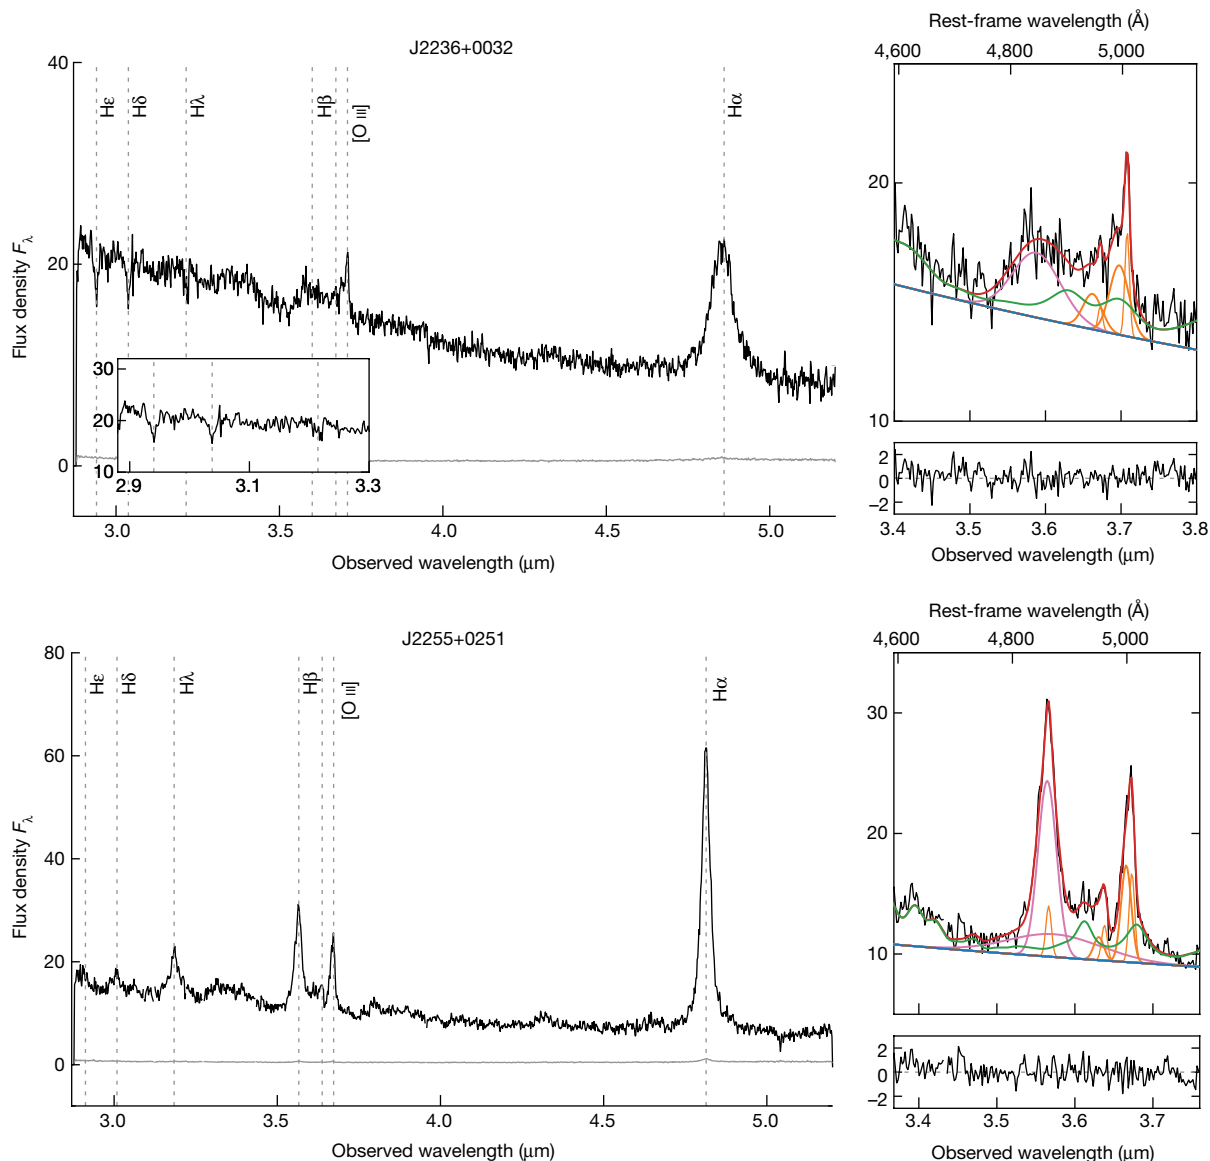 J2236+0032
Rest-frame wavelength (Å)
4,600 4,800 5,000
40
30
20
10
0
Flux density Fλ
Hε
Hδ
Hλ
Hβ
[O III]
Hα
30
20
10
2.9 3.1 3.3
3.0 3.5 4.0 4.5 5.0
Observed wavelength (μm)
20
10
2
0
−2
3.4 3.5 3.6 3.7 3.8
Observed wavelength (μm)
J2255+0251
Rest-frame wavelength (Å)
4,600 4,800 5,000
80
60
40
20
0
Flux density Fλ
Hε
Hδ
Hλ
Hβ
[O III]
Hα
3.0 3.5 4.0 4.5 5.0
Observed wavelength (μm)
30
20
10
2
0
−2
3.4 3.5 3.6 3.7
Observed wavelength (μm)